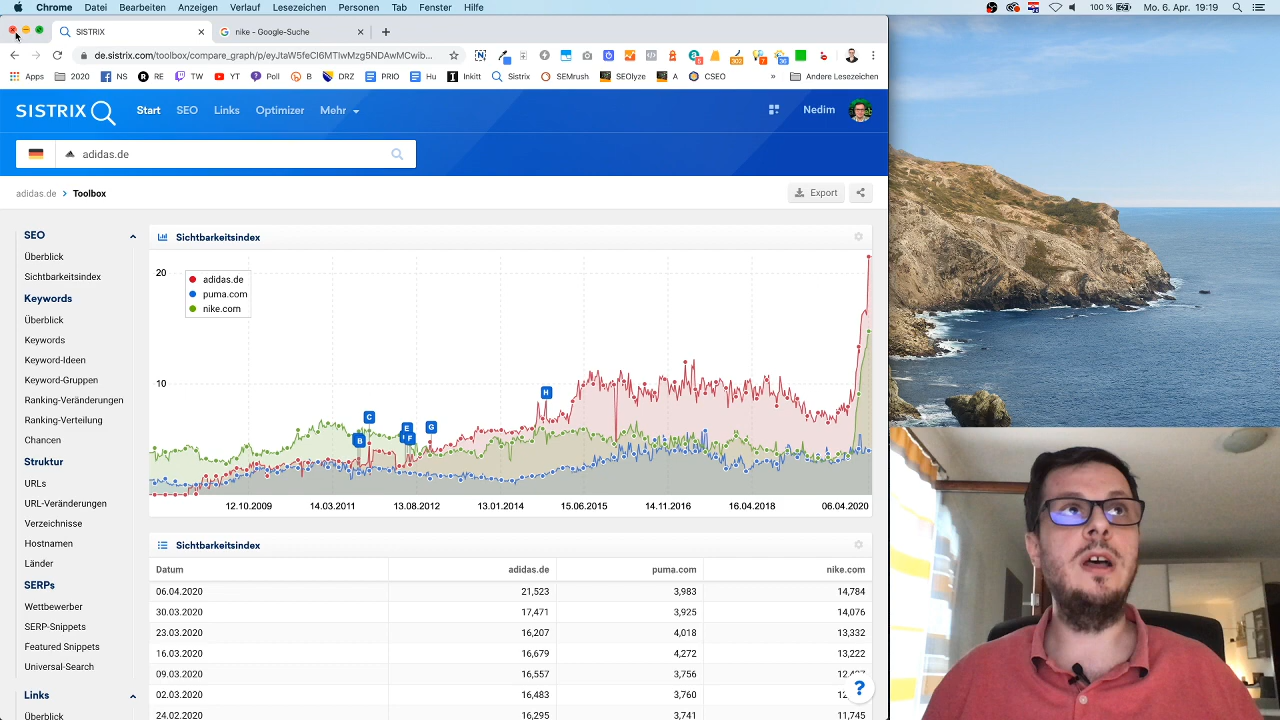 Chrome Datei Bearbeiten Anzeigen Verlauf Lesezeichen Personen Tab Fenster Hilfe 100 % Mo. 6. Apr. 19:19
SISTRIX nike - Google-Suche
de.sistrix.com/toolbox/compare_graph/p/eyJtaW5feCI6MTIwMzg5NDAwMCwib...
Apps 2020 NS RE TW YT Poll B DRZ PRIO Hu Inkitt Sistrix SEMrush SEOlyze A CSEO » Andere Lesezeichen
SISTRIX Start SEO Links Optimizer Mehr Nedim
adidas.de
adidas.de > Toolbox Export
SEO
Überblick
Sichtbarkeitsindex
Keywords
Überblick
Keywords
Keyword-Ideen
Keyword-Gruppen
Ranking-Veränderungen
Ranking-Verteilung
Chancen
Struktur
URLs
URL-Veränderungen
Verzeichnisse
Hostnamen
Länder
SERPs
Wettbewerber
SERP-Snippets
Featured Snippets
Universal-Search
Links
Überblick
Sichtbarkeitsindex
20
10
adidas.de
puma.com
nike.com
B C E F G H
12.10.2009 14.03.2011 13.08.2012 13.01.2014 15.06.2015 14.11.2016 16.04.2018 06.04.2020
Sichtbarkeitsindex
Datum adidas.de puma.com nike.com
06.04.2020 21,523 3,983 14,784
30.03.2020 17,471 3,925 14,076
23.03.2020 16,207 4,018 13,332
16.03.2020 16,679 4,272 13,222
09.03.2020 16,557 3,756
02.03.2020 16,483 3,760
24.02.2020 16,295 3,741 11,745
?